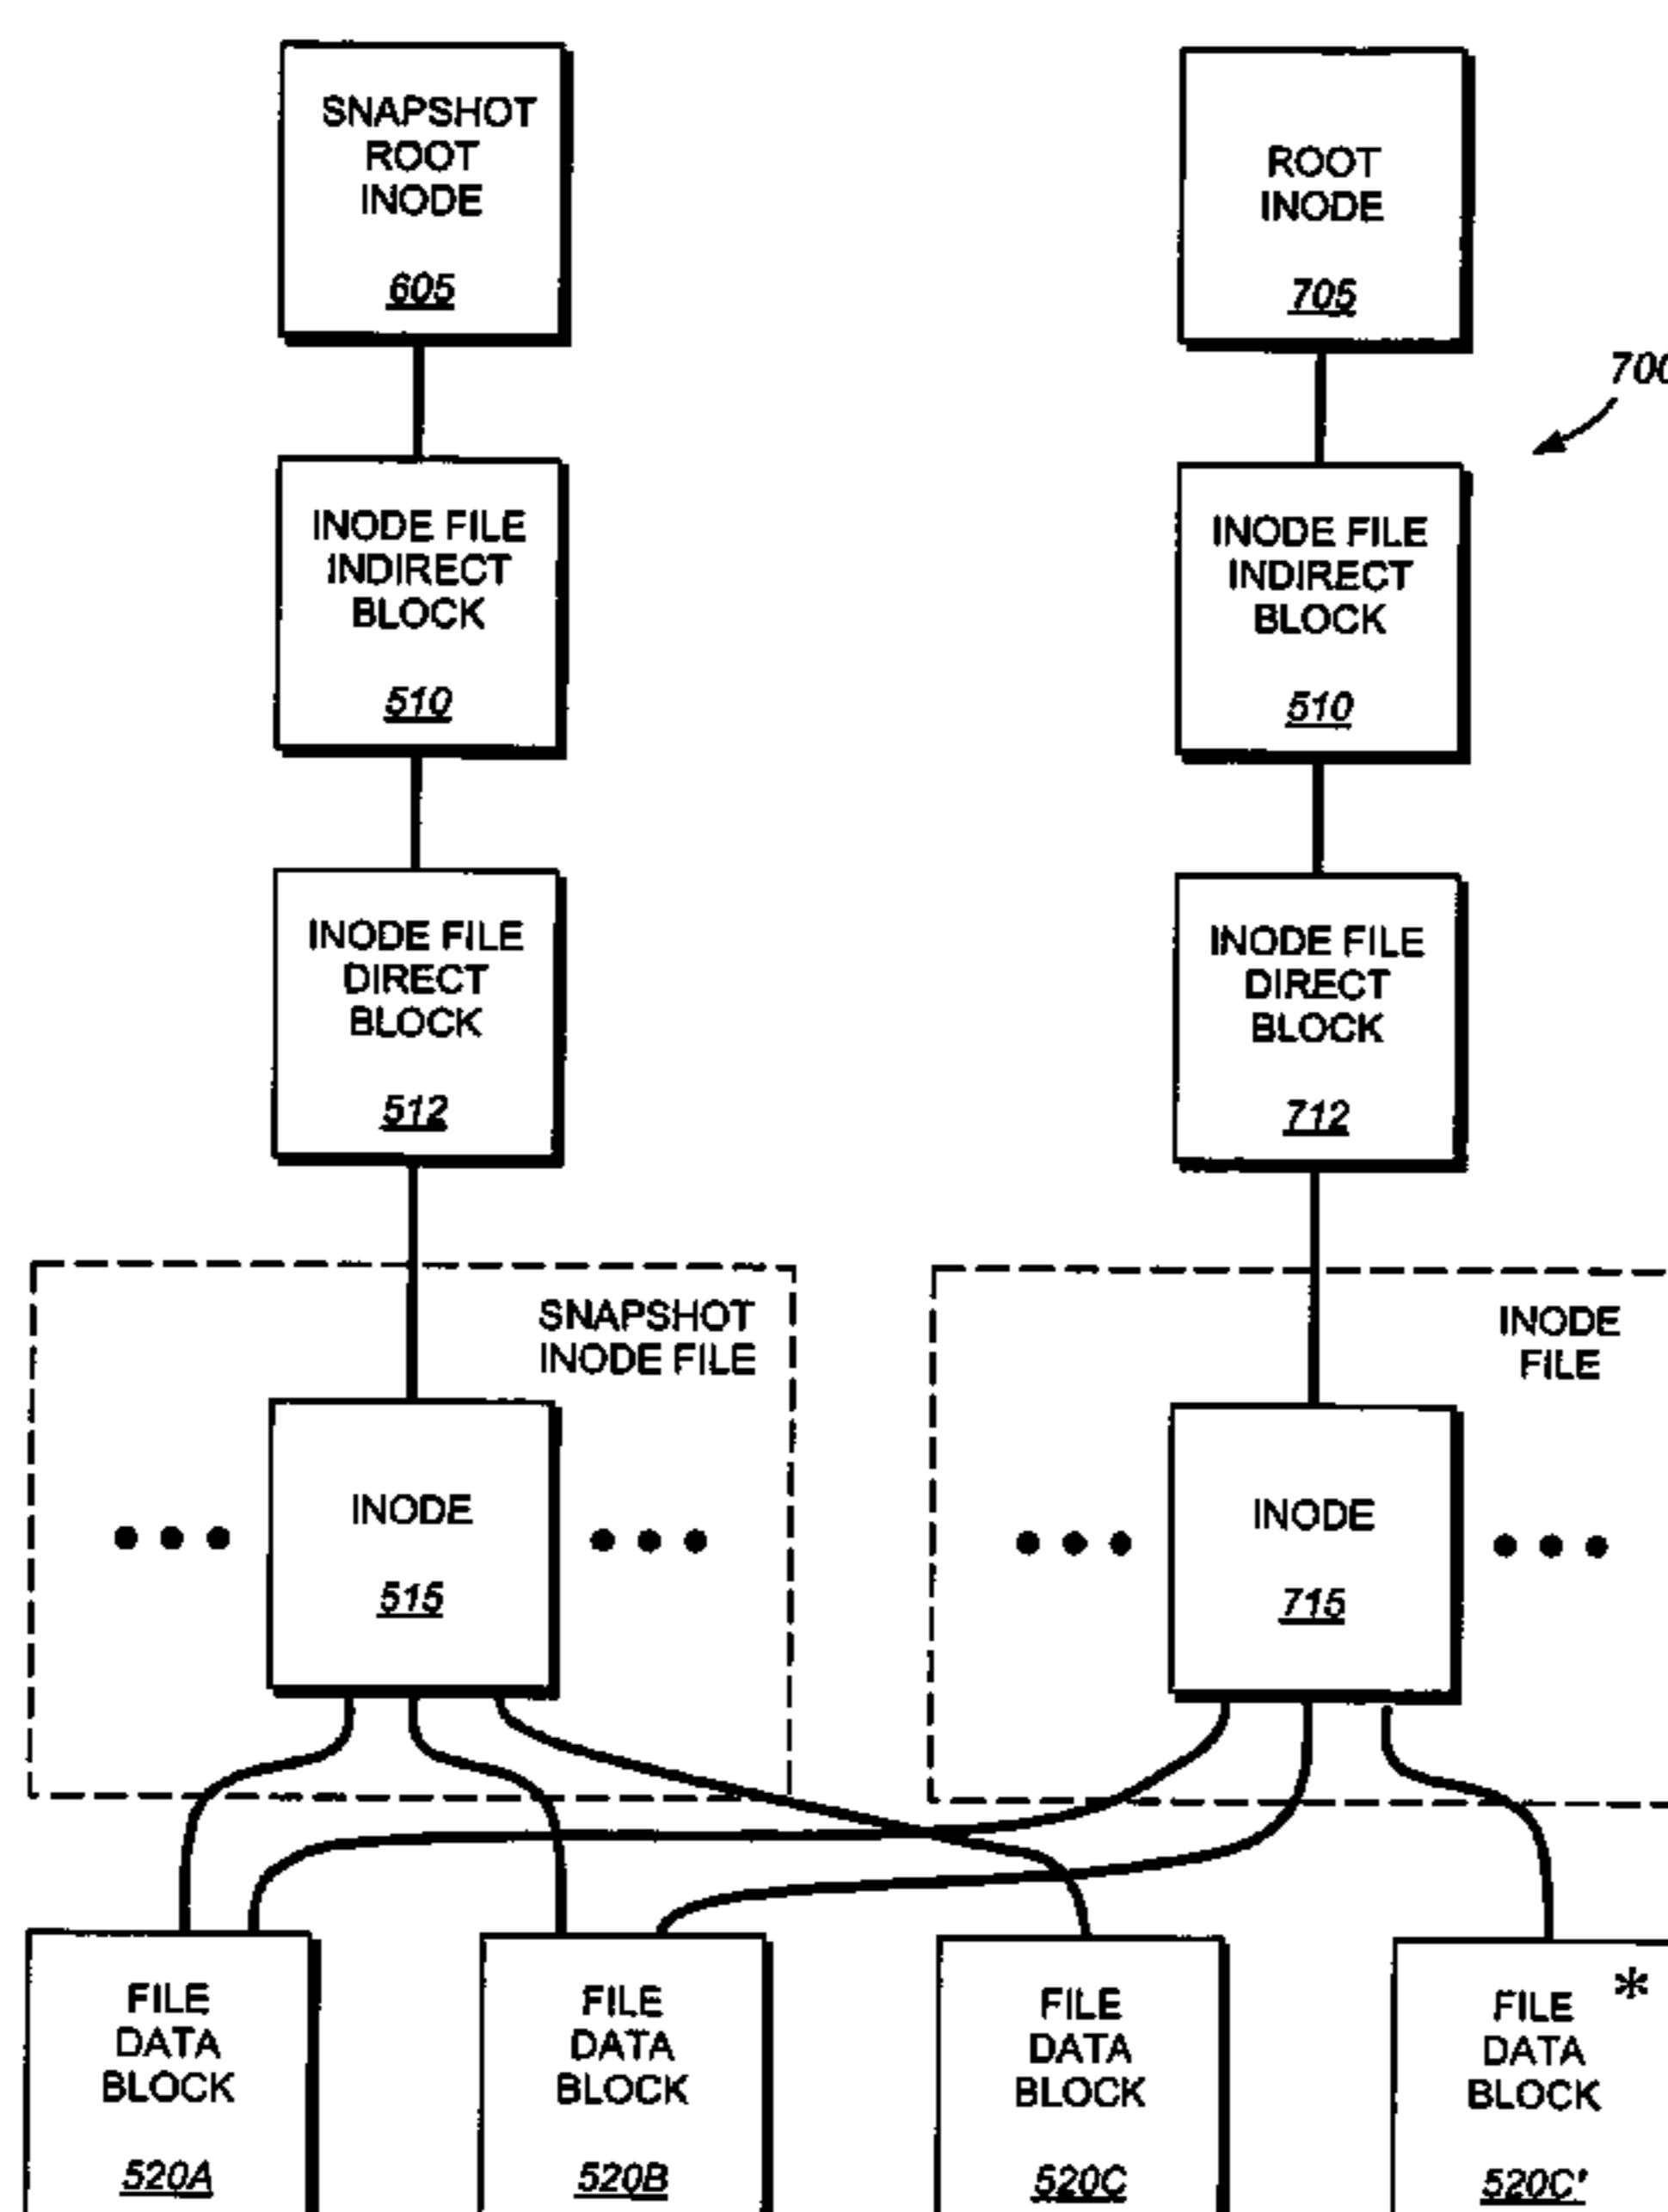 SNAPSHOT
ROOT
INODE
605
ROOT
INODE
705
INODE FILE
INDIRECT
BLOCK
510
INODE FILE
INDIRECT
BLOCK
510
INODE FILE
DIRECT
BLOCK
512
INODE FILE
DIRECT
BLOCK
712
SNAPSHOT
INODE FILE
INODE
515
INODE
FILE
INODE
715
FILE
DATA
BLOCK
520A
FILE
DATA
BLOCK
520B
FILE
DATA
BLOCK
520C
FILE *
DATA
BLOCK
520C'